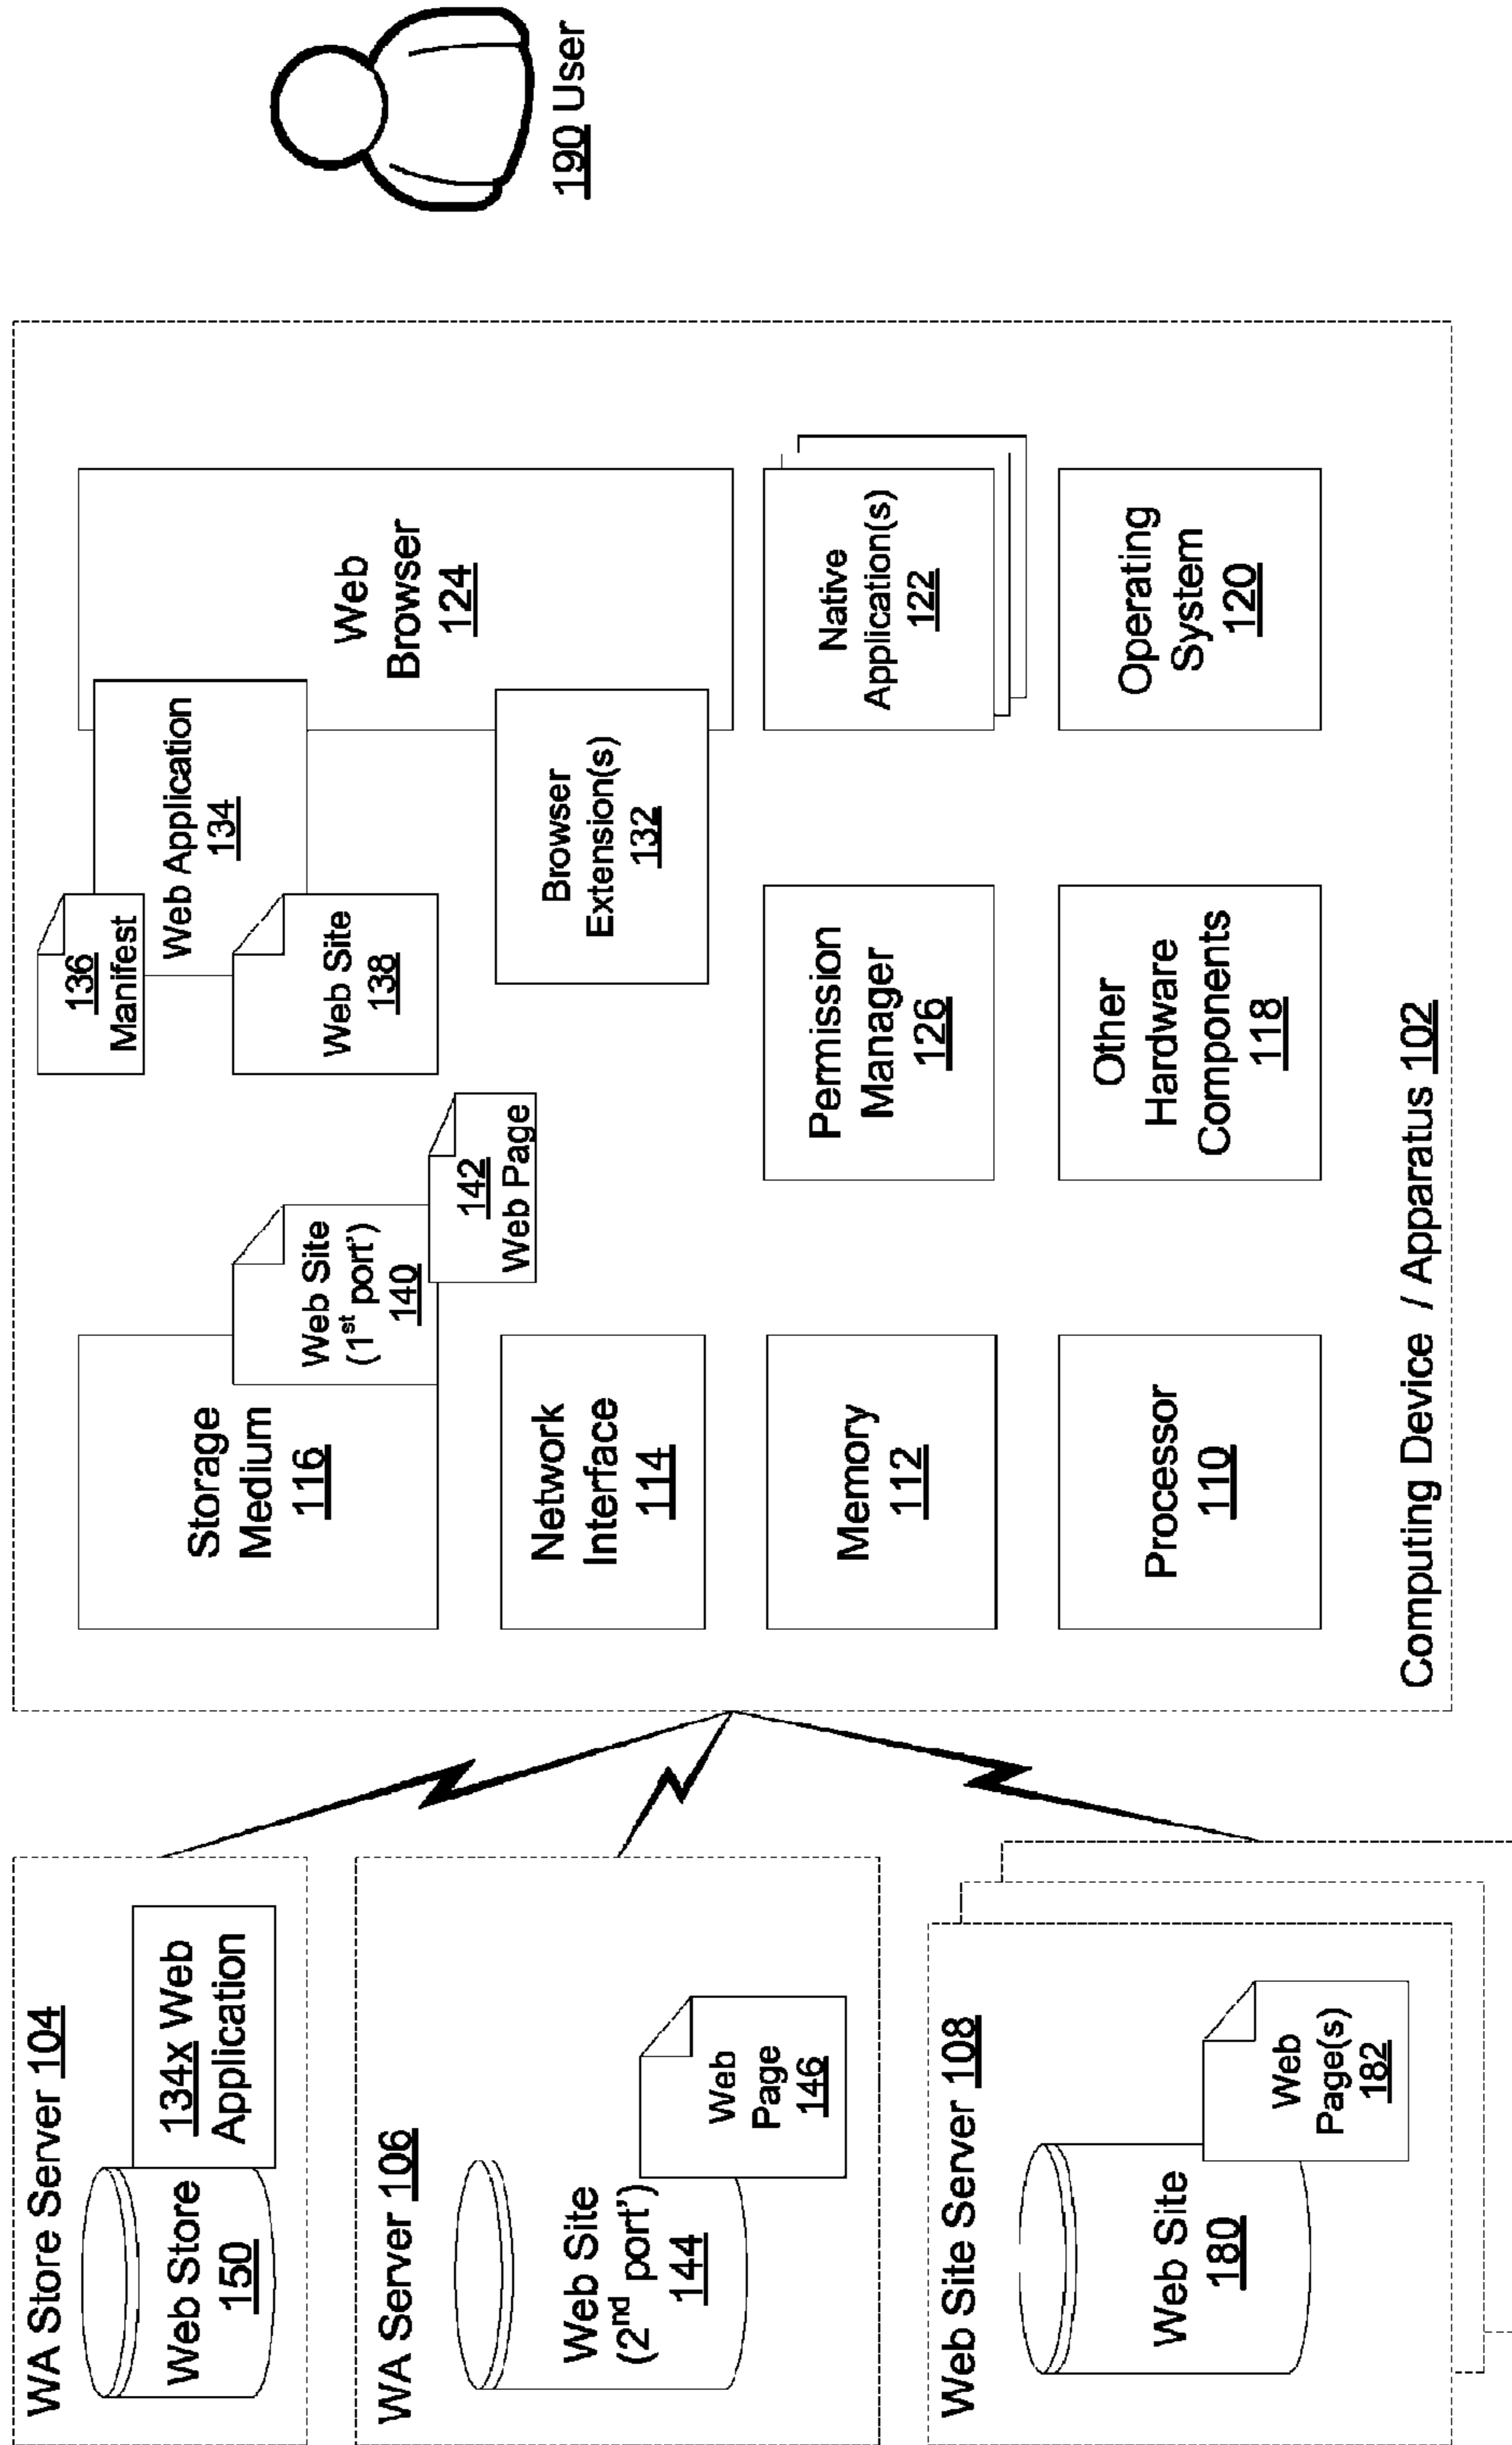 WA Store Server 104
Web Store
150
134x Web
Application
WA Server 106
Web Site
(2nd port')
144
Web
Page
146
Web Site Server 108
Web Site
180
Web
Page(s)
182
Storage
Medium
116
Web Site
(1st port')
140
142
Web Page
Network
Interface
114
Memory
112
Processor
110
136
Manifest
Web Application
134
Web Site
138
Web
Browser
124
Browser
Extension(s)
132
Permission
Manager
126
Native
Application(s)
122
Other
Hardware
Components
118
Operating
System
120
Computing Device / Apparatus 102
190 User